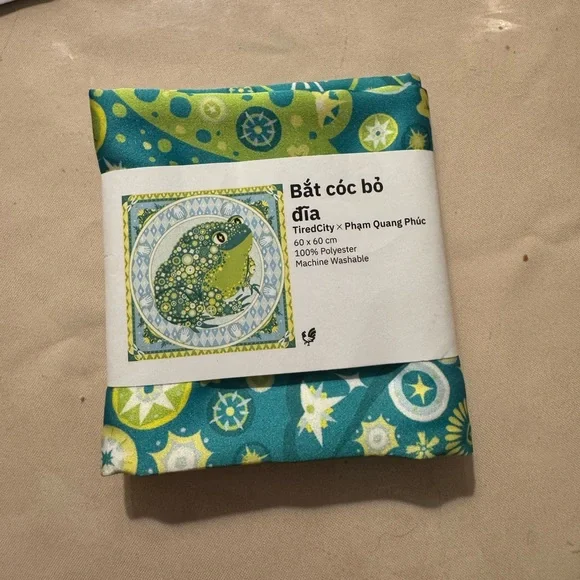 Bắt cóc bỏ
đĩa
TiredCity × Phạm Quang Phúc
60 x 60 cm
100% Polyester
Machine Washable